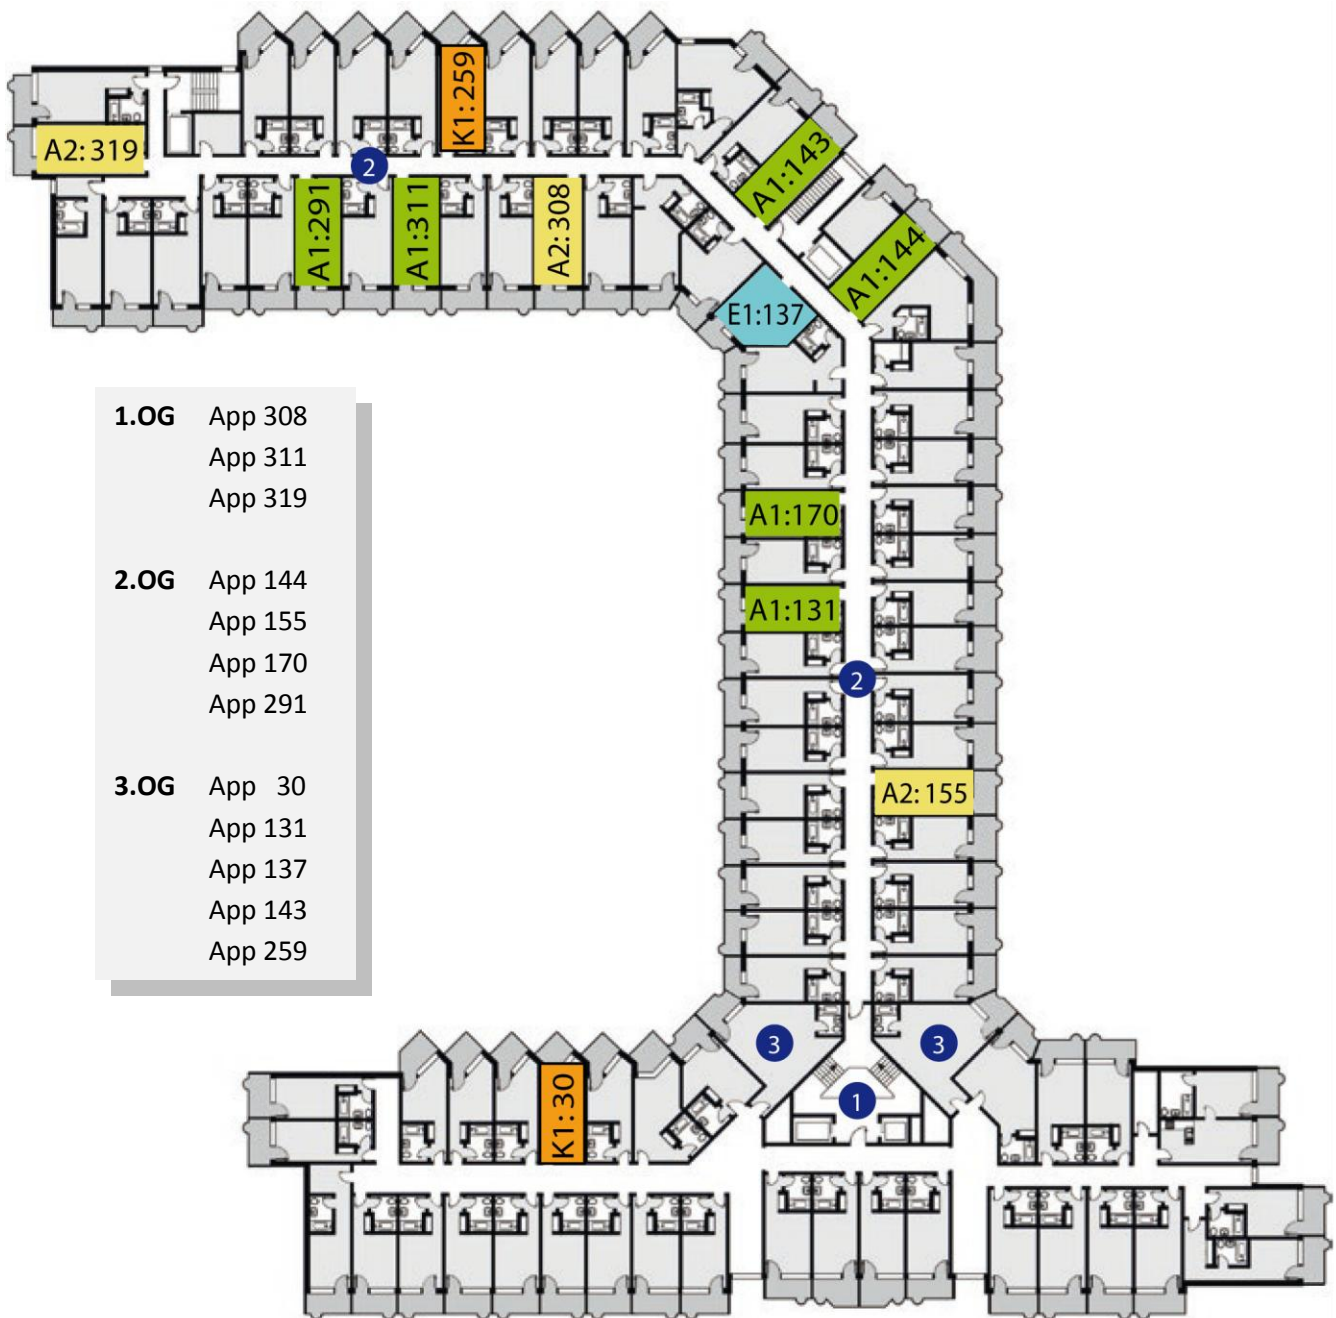 K1: 259
A1:143
A2: 319
2
A1:291
A1:311
A2: 308
A1:144
E1:137
1.OG App 308
App 311
App 319
2.OG App 144
App 155
App 170
App 291
3.OG App 30
App 131
App 137
App 143
App 259
A1:170
A1:131
2
A2: 155
3
3
1
K1: 30